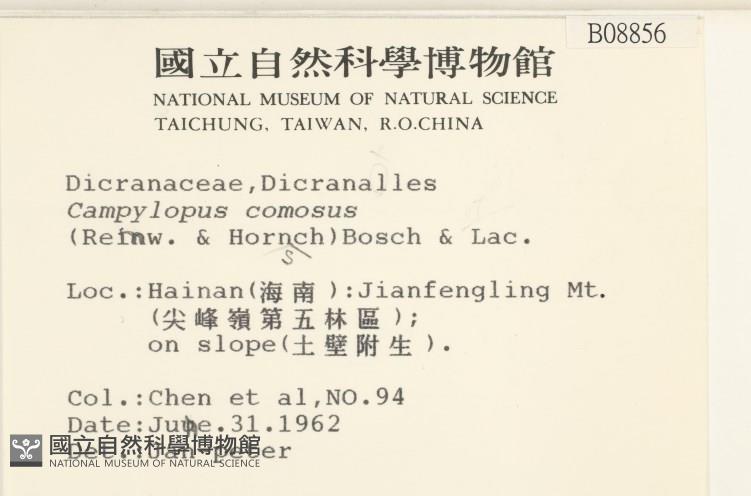 B08856
國立自然科學博物館
NATIONAL MUSEUM OF NATURAL SCIENCE
TAICHUNG, TAIWAN, R.O.CHINA
Dicranaceae,Dicranalles
Campylopus comosus
(Reinw. & Hornch)Bosch & Lac.
s
Loc.:Hainan(海南):Jianfengling Mt.
(尖峰嶺第五林區);
on slope(土壁附生).
Col.:Chen et al,NO.94
Date:June.31.1962
Det.:Jan-peter
國立自然科學博物館
NATIONAL MUSEUM OF NATURAL SCIENCE